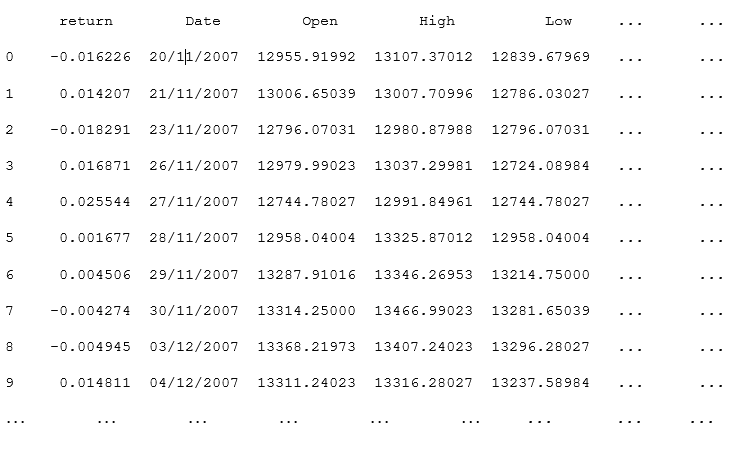 return Date Open High Low ... ...
0 -0.016226 20/11/2007 12955.91992 13107.37012 12839.67969 ... ...
1 0.014207 21/11/2007 13006.65039 13007.70996 12786.03027 ... ...
2 -0.018291 23/11/2007 12796.07031 12980.87988 12796.07031 ... ...
3 0.016871 26/11/2007 12979.99023 13037.29981 12724.08984 ... ...
4 0.025544 27/11/2007 12744.78027 12991.84961 12744.78027 ... ...
5 0.001677 28/11/2007 12958.04004 13325.87012 12958.04004 ... ...
6 0.004506 29/11/2007 13287.91016 13346.26953 13214.75000 ... ...
7 -0.004274 30/11/2007 13314.25000 13466.99023 13281.65039 ... ...
8 -0.004945 03/12/2007 13368.21973 13407.24023 13296.28027 ... ...
9 0.014811 04/12/2007 13311.24023 13316.28027 13237.58984 ... ...
... ... ... ... ... ... ... ... ...